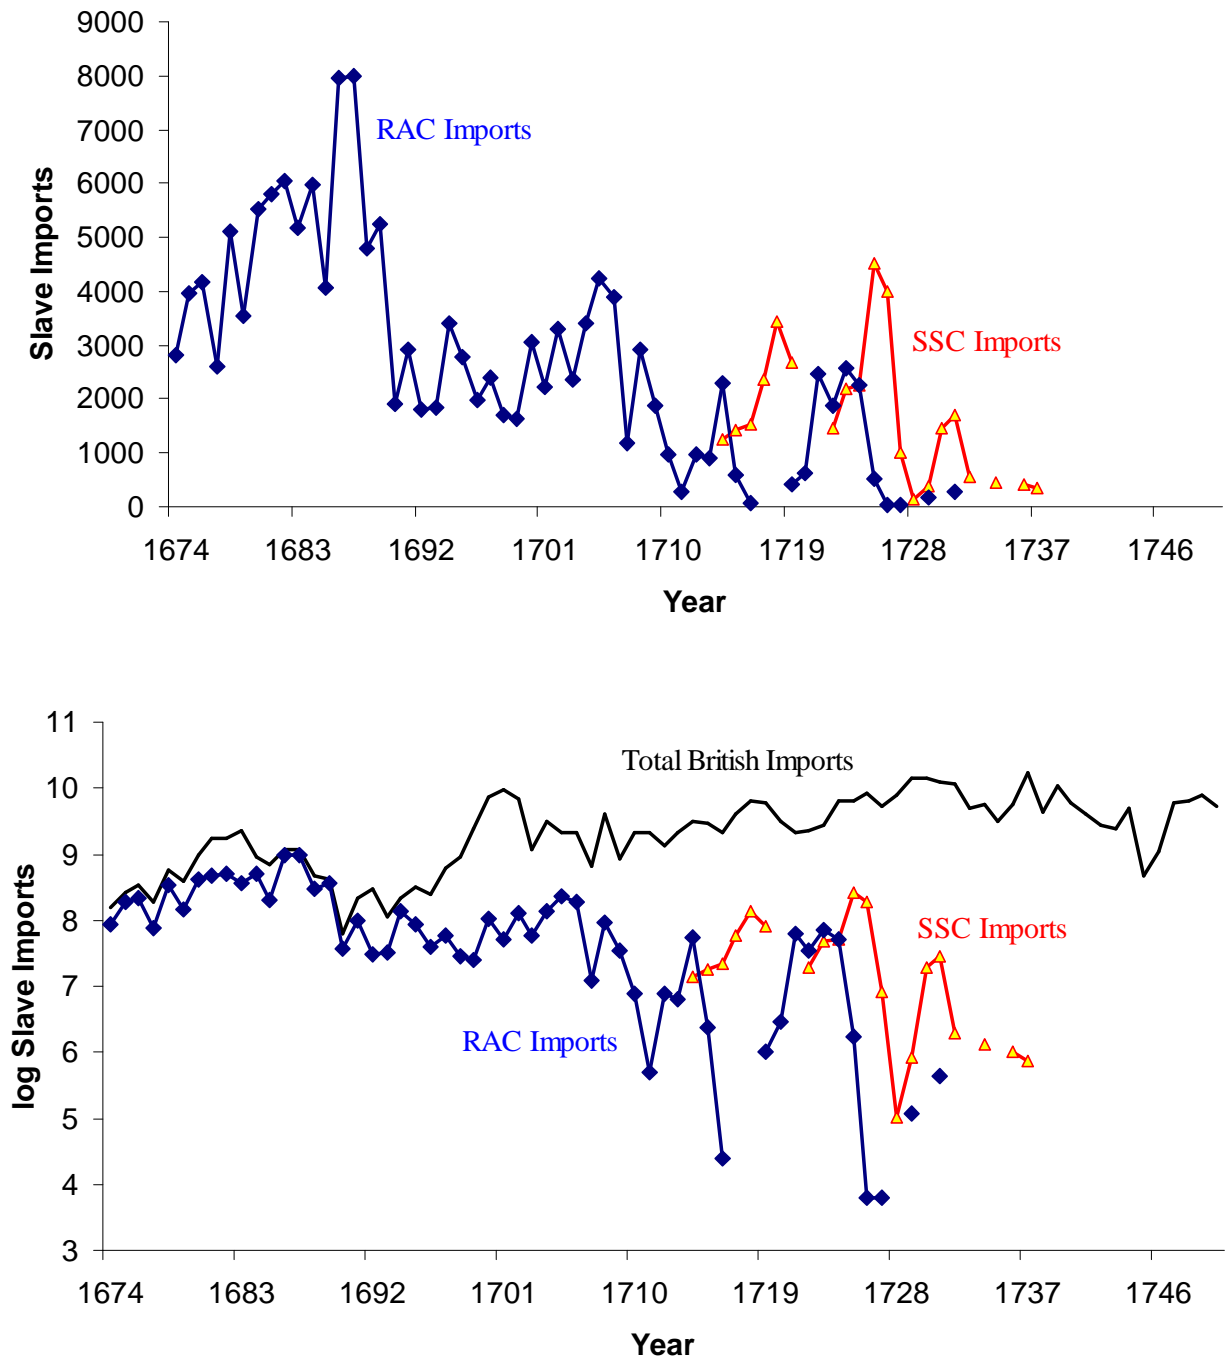 9000
8000
7000
6000
5000
4000
3000
2000
1000
0
Slave Imports
RAC Imports
SSC Imports
1674 1683 1692 1701 1710 1719 1728 1737 1746
Year
11
10
9
8
7
6
5
4
3
log Slave Imports
Total British Imports
SSC Imports
RAC Imports
1674 1683 1692 1701 1710 1719 1728 1737 1746
Year